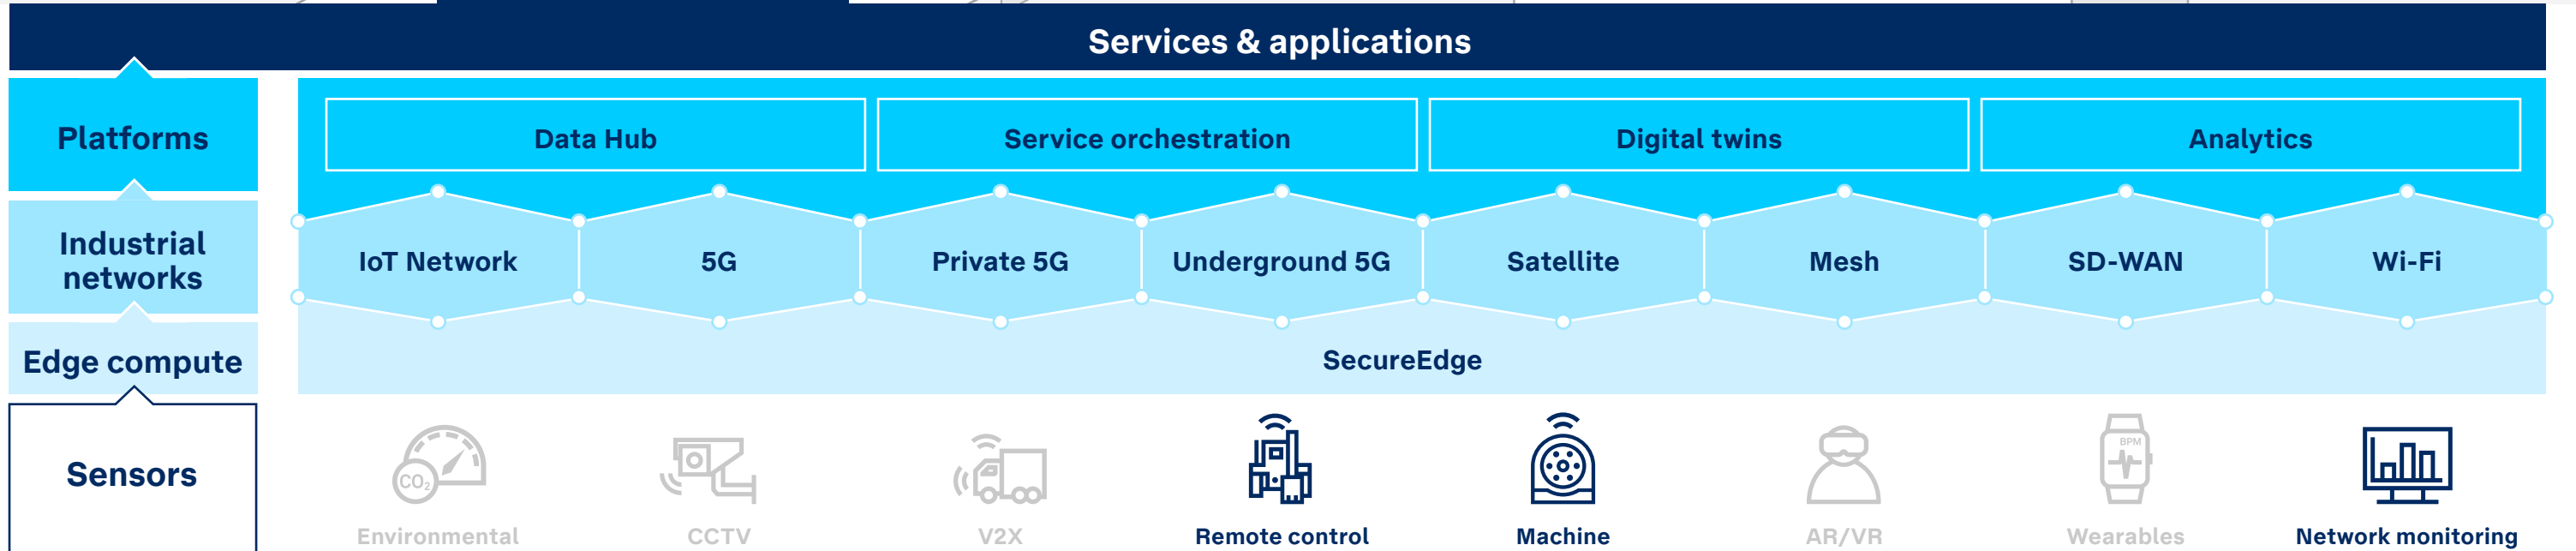 Services & applications
Platforms
Data Hub
Service orchestration
Digital twins
Analytics
Industrial
networks
IoT Network
5G
Private 5G
Underground 5G
Satellite
Mesh
SD-WAN
Wi-Fi
Edge compute
SecureEdge
Sensors
CO₂
BPM
Environmental
CCTV
V2X
Remote control
Machine
AR/VR
Wearables
Network monitoring